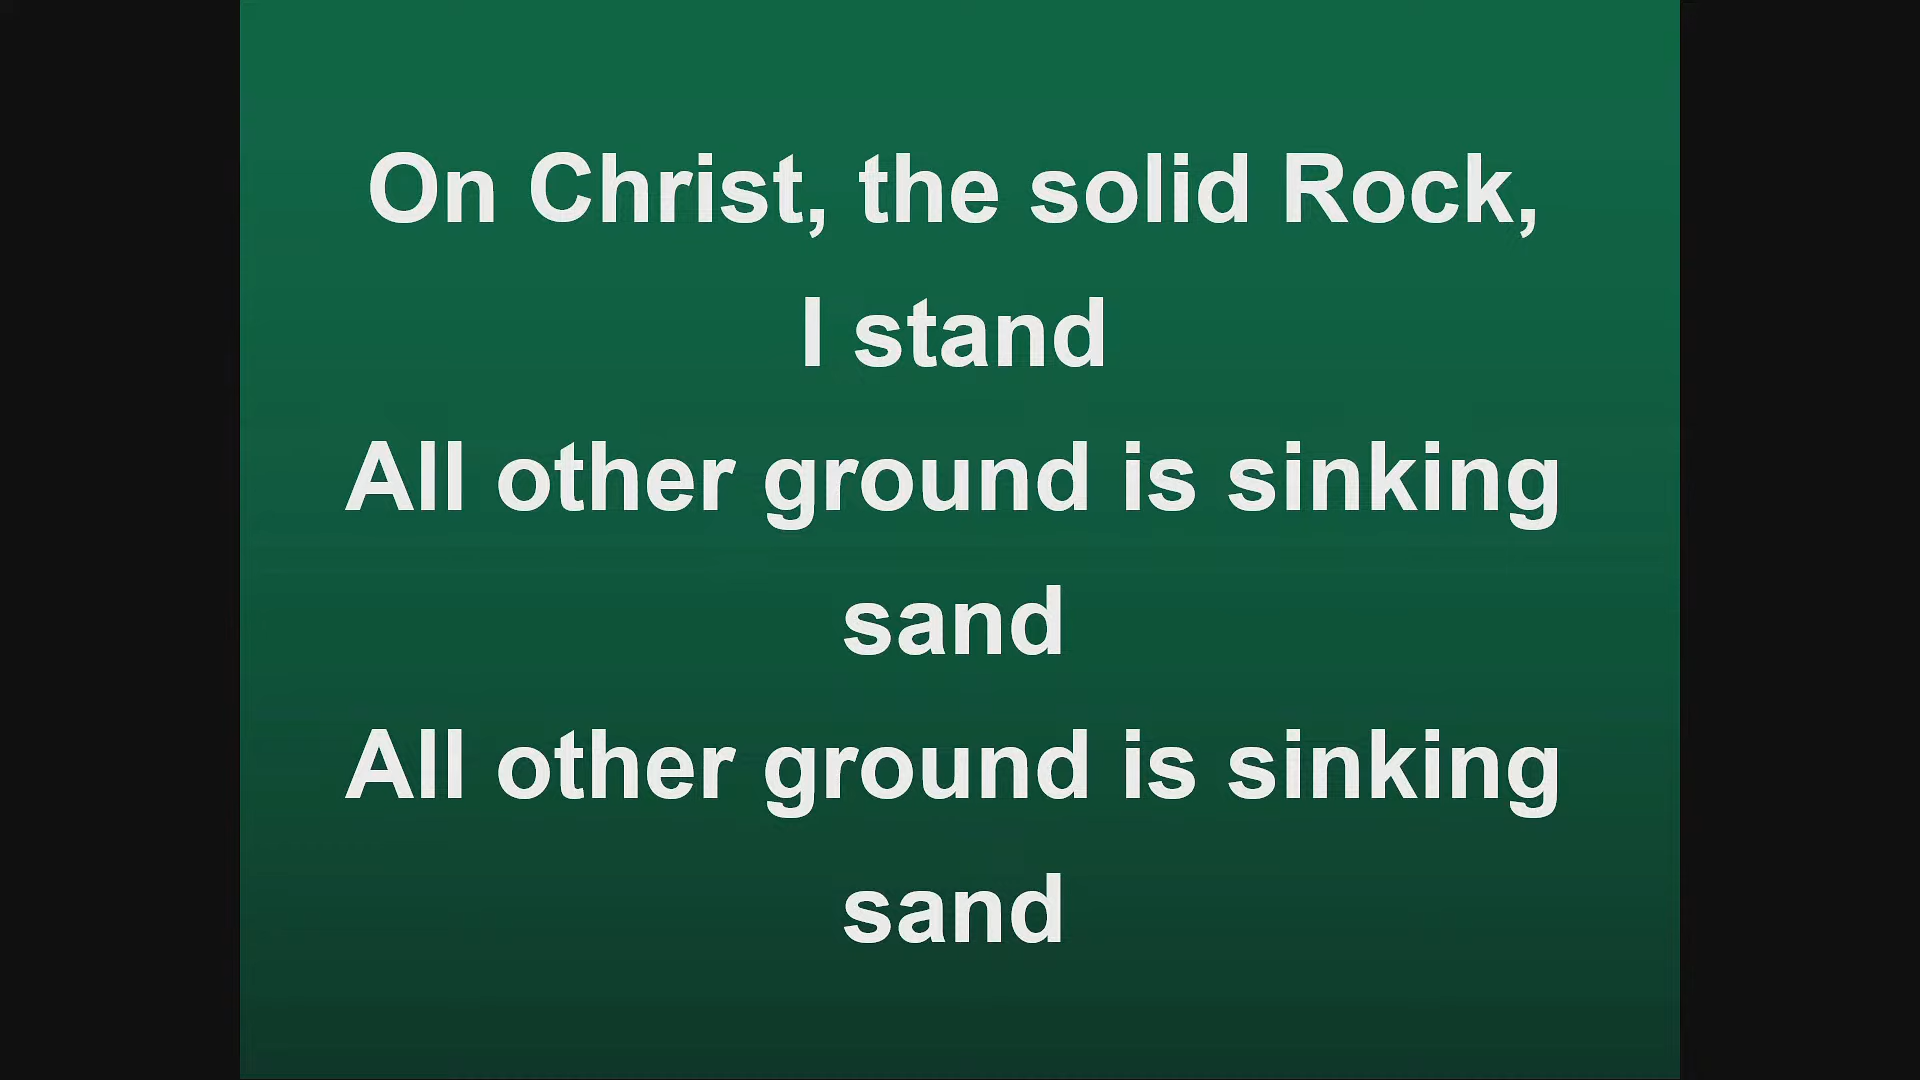 On Christ, the solid Rock,
I stand
All other ground is sinking
sand
All other ground is sinking
sand